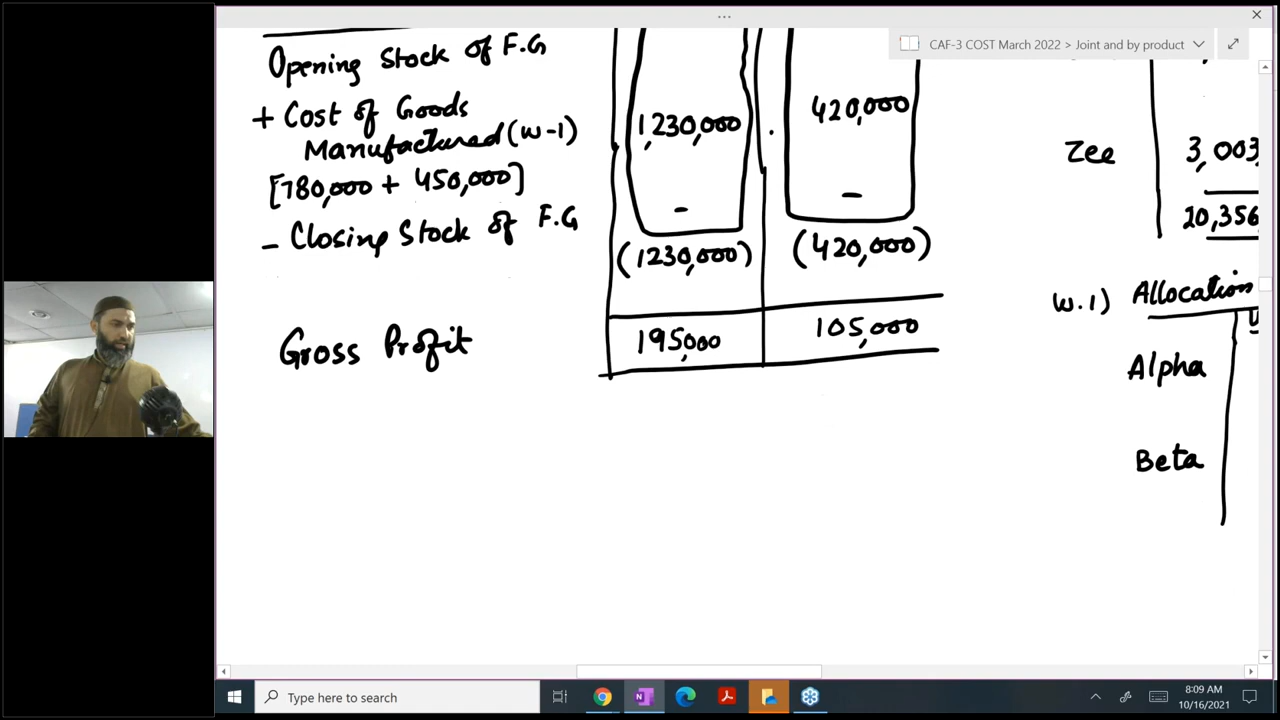 CAF-3 COST March 2022 > Joint and by product
Opening Stock of F.G
+ Cost of Goods 1,230,000 420,000
Manufactured (W-1)
[780,000 + 450,000] -
- Closing Stock of F.G -
(1230,000) (420,000)
Gross Profit 195,000 105,000
Zee 3,003,
20,356
W.1) Allocation
Alpha
Beta
Type here to search
8:09 AM
10/16/2021